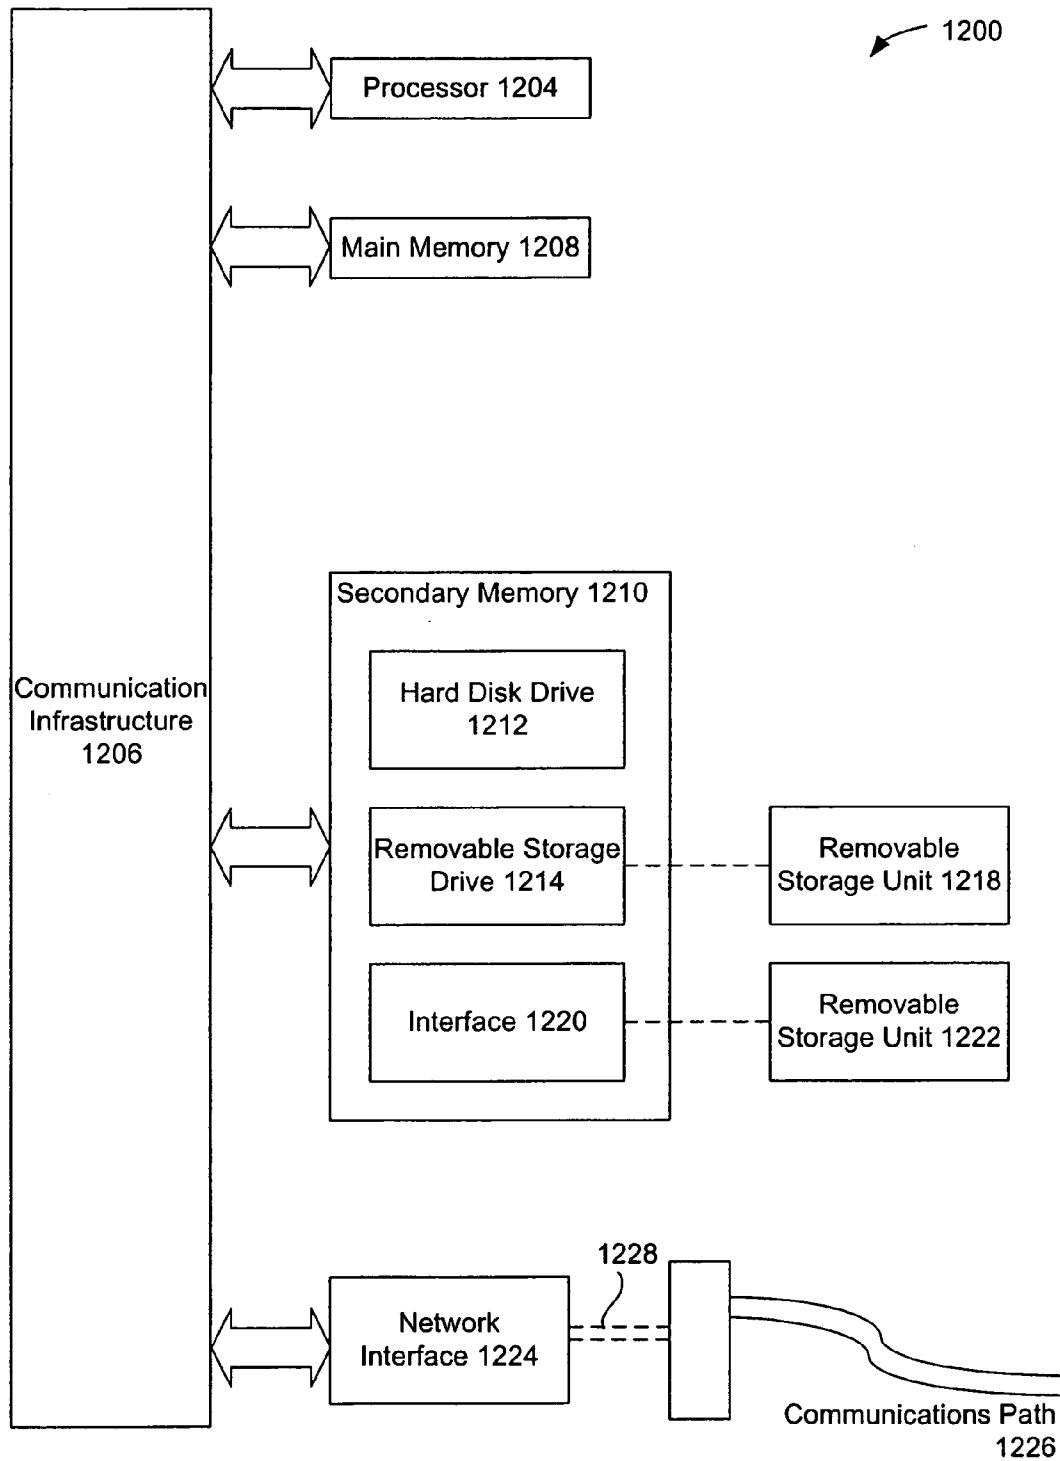 1200
Processor 1204
Main Memory 1208
Secondary Memory 1210
Hard Disk Drive
1212
Communication
Infrastructure
1206
Removable Storage
Drive 1214
Removable
Storage Unit 1218
Interface 1220
Removable
Storage Unit 1222
1228
Network
Interface 1224
Communications Path
1226